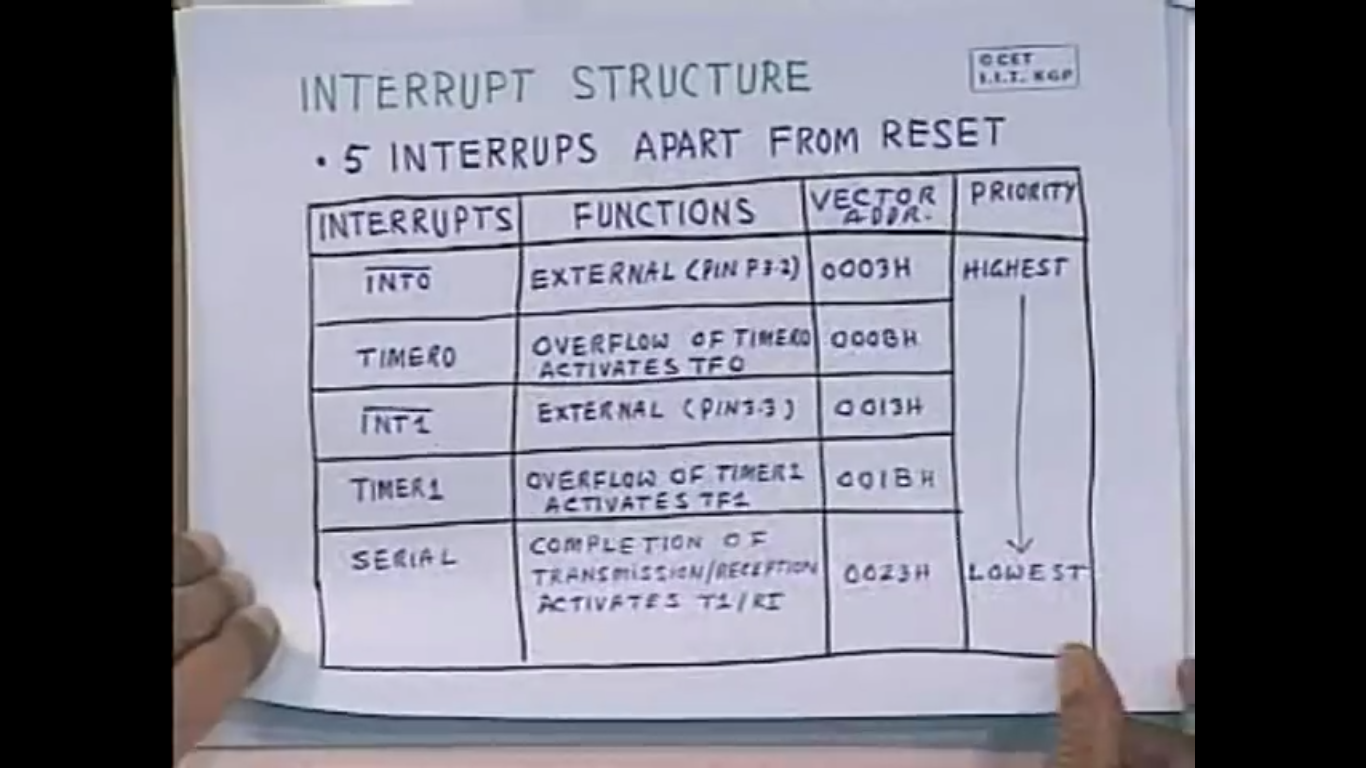 INTERRUPT STRUCTURE
© CET
I.I.T. KGP
• 5 INTERRUPS APART FROM RESET
INTERRUPTS FUNCTIONS VECTOR ADDR. PRIORITY
INT0 EXTERNAL (PIN P3.2) 0003H HIGHEST
TIMER0 OVERFLOW OF TIMER0 000BH
ACTIVATES TF0
INT1 EXTERNAL (PIN3.3) 0013H
TIMER1 OVERFLOW OF TIMER1 001BH
ACTIVATES TF1
SERIAL COMPLETION OF
TRANSMISSION/RECEPTION 0023H LOWEST
ACTIVATES TI/RI